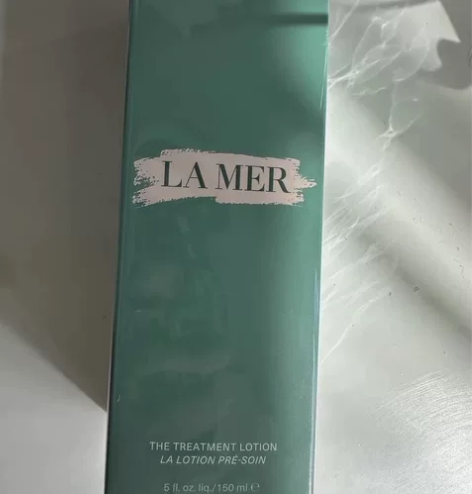 LA MER
THE TREATMENT LOTION
LA LOTION PRÉ-SOIN
5 fl. oz. liq./150 ml ℮